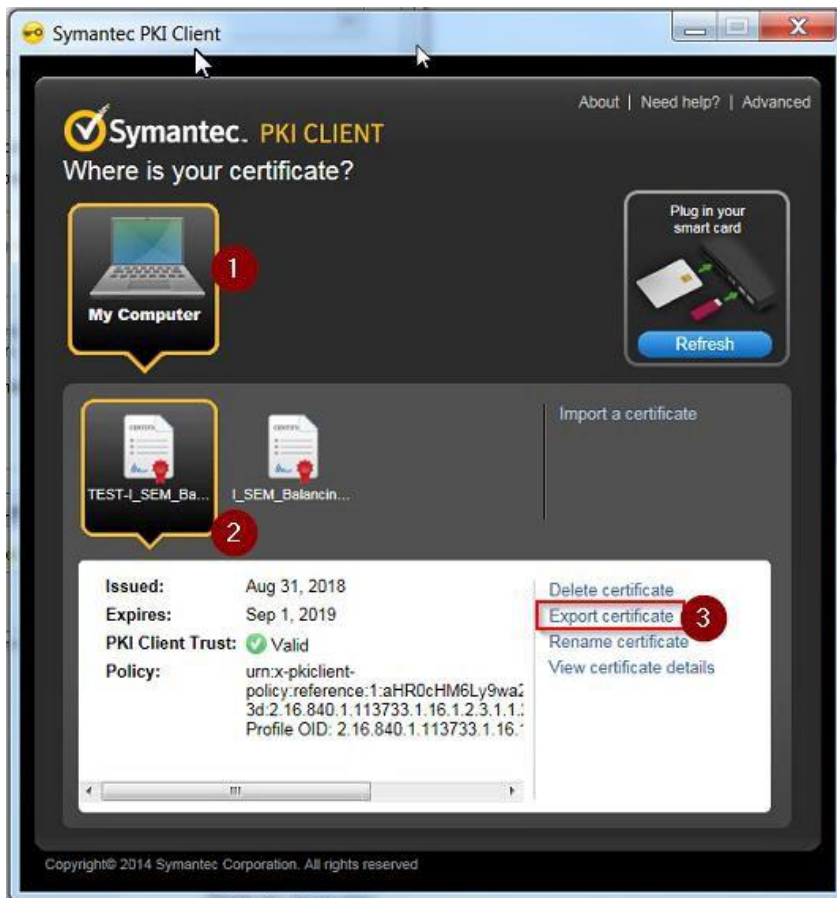 Symantec PKI Client
About | Need help? | Advanced
Symantec. PKI CLIENT
Where is your certificate?
Plug in your
smart card
1
My Computer
Refresh
Import a certificate
TEST-I_SEM_Ba...
I_SEM_Balancin...
2
Issued: Aug 31, 2018
Expires: Sep 1, 2019
PKI Client Trust: Valid
Policy: urn:x-pkiclient-
policy:reference:1:aHR0cHM6Ly9wa2
3d:2.16.840.1.113733.1.16.1.2.3.1.1.
Profile OID: 2.16.840.1.113733.1.16.
Delete certificate
Export certificate 3
Rename certificate
View certificate details
Copyright© 2014 Symantec Corporation. All rights reserved